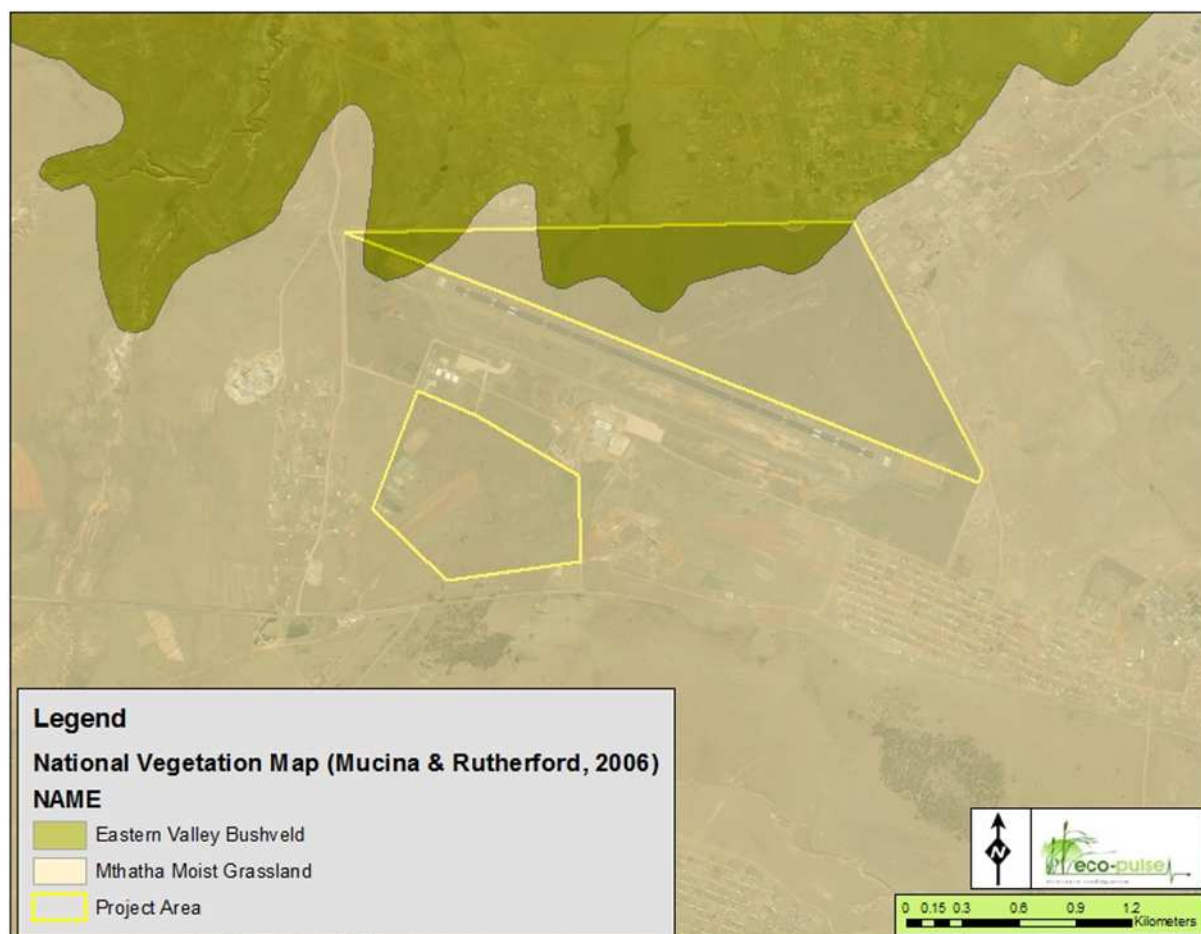 Legend
National Vegetation Map (Mucina & Rutherford, 2006)
NAME
Eastern Valley Bushveld
Mthatha Moist Grassland
Project Area
N
eco-pulse
0 0.15 0.3 0.6 0.9 1.2
Kilometers